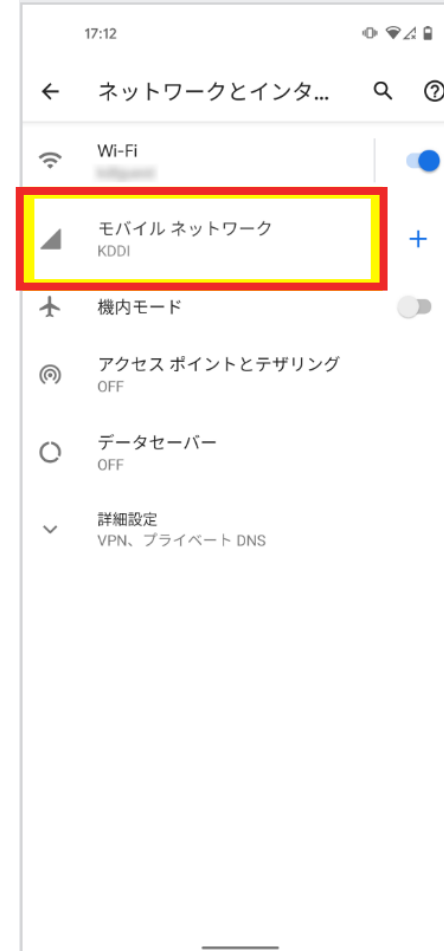 17:12
ネットワークとインタ...
Wi-Fi
モバイル ネットワーク
KDDI
機内モード
アクセス ポイントとテザリング
OFF
データセーバー
OFF
詳細設定
VPN、プライベート DNS